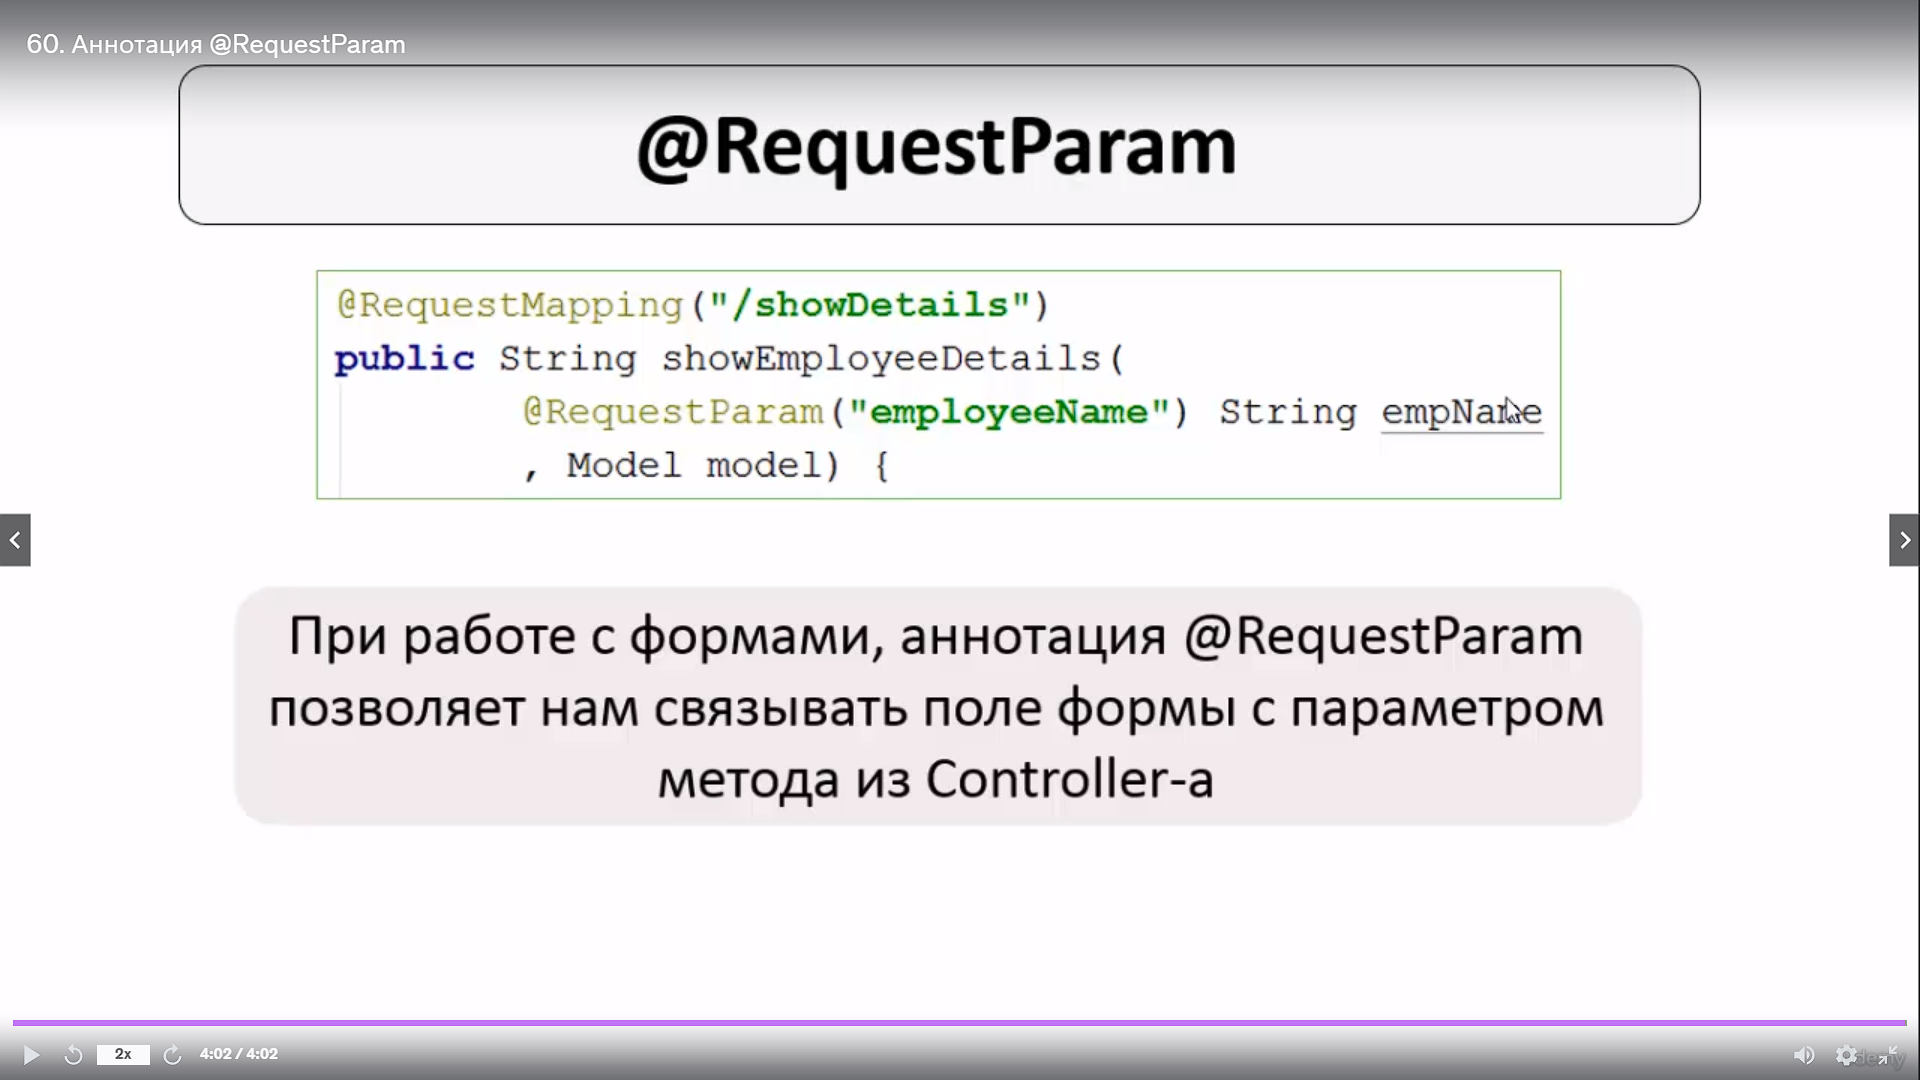 60. Аннотация @RequestParam
@RequestParam
@RequestMapping("/showDetails")
public String showEmployeeDetails(
@RequestParam("employeeName") String empName
, Model model) {
При работе с формами, аннотация @RequestParam
позволяет нам связывать поле формы с параметром
метода из Controller-а
2x
4:02 / 4:02